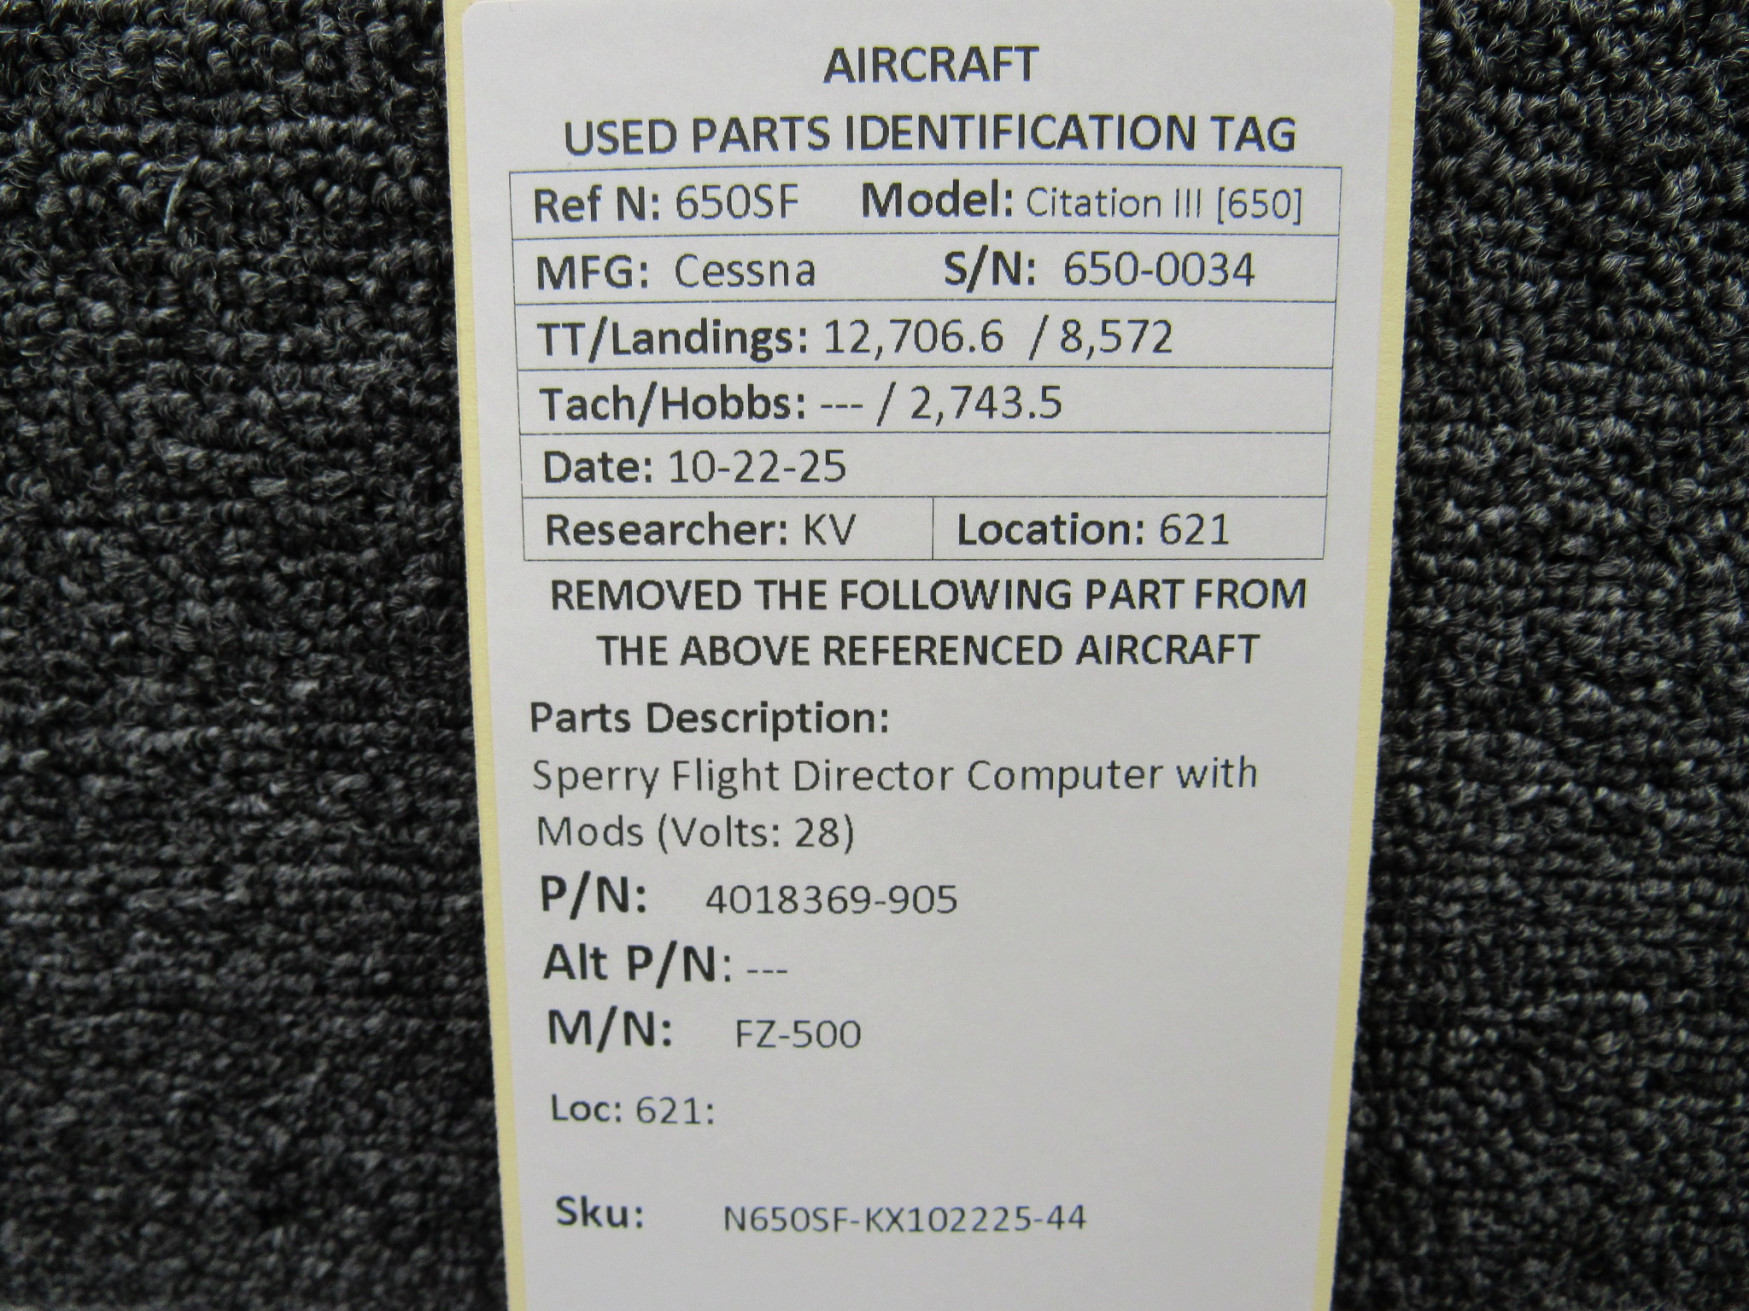 AIRCRAFT
USED PARTS IDENTIFICATION TAG
Ref N: 650SF Model: Citation III [650]
MFG: Cessna S/N: 650-0034
TT/Landings: 12,706.6 / 8,572
Tach/Hobbs: --- / 2,743.5
Date: 10-22-25
Researcher: KV Location: 621
REMOVED THE FOLLOWING PART FROM
THE ABOVE REFERENCED AIRCRAFT
Parts Description:
Sperry Flight Director Computer with
Mods (Volts: 28)
P/N: 4018369-905
Alt P/N: ---
M/N: FZ-500
Loc: 621:
Sku: N650SF-KX102225-44